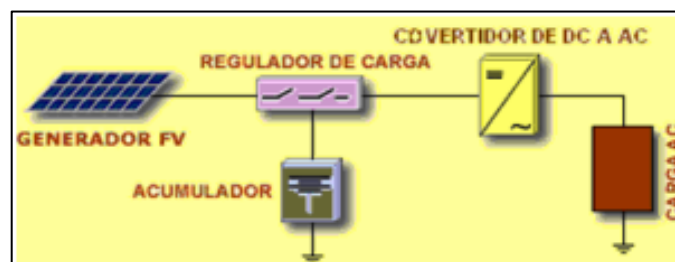 COVERTIDOR DE DC A AC
REGULADOR DE CARGA
GENERADOR FV
ACUMULADOR
CARGA AC